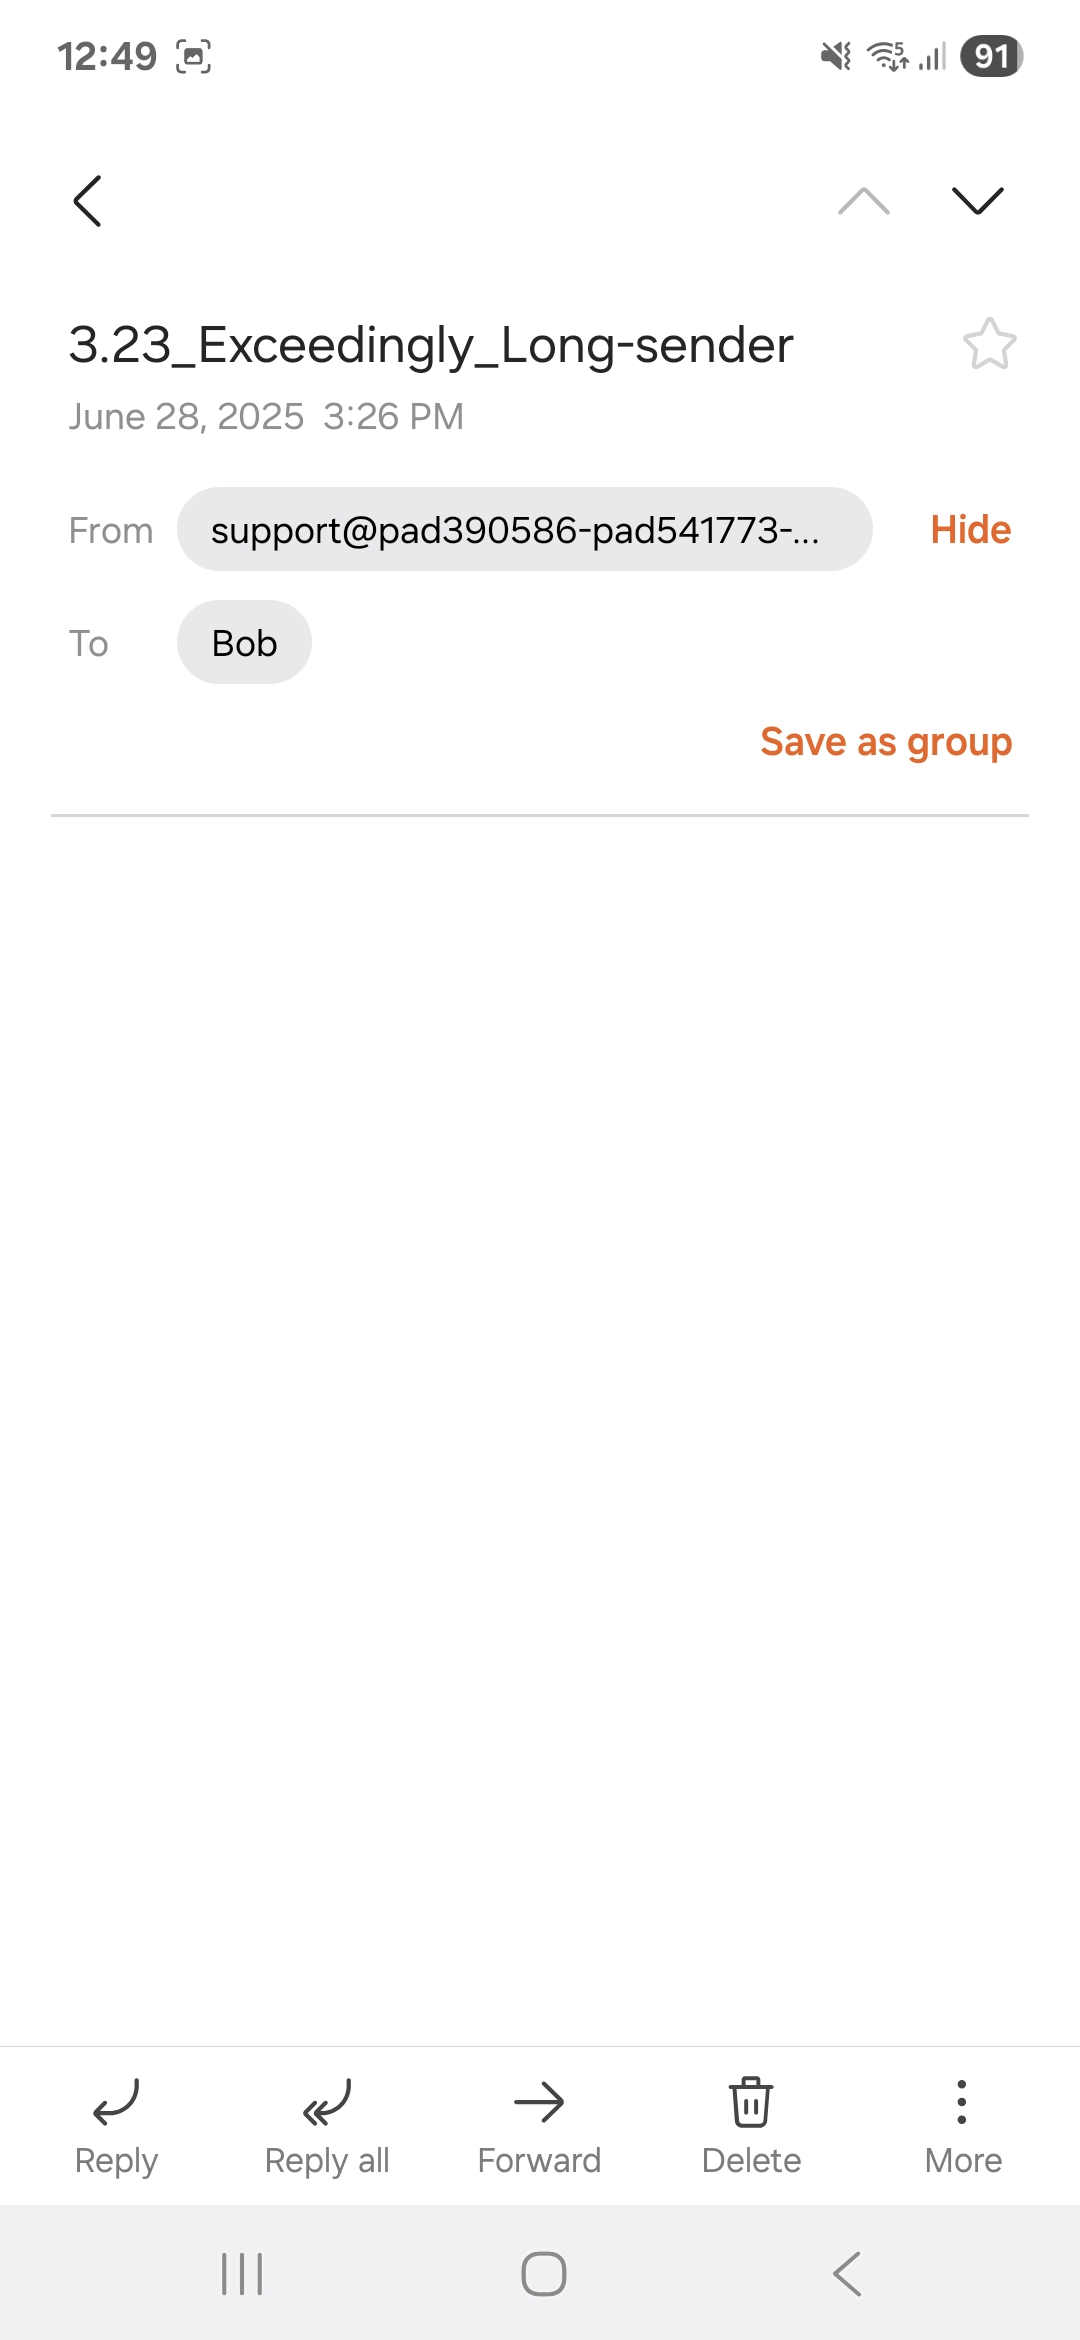 12:49
5
91
3.23_Exceedingly_Long-sender
June 28, 2025 3:26 PM
From support@pad390586-pad541773-... Hide
To Bob
Save as group
Reply Reply all Forward Delete More